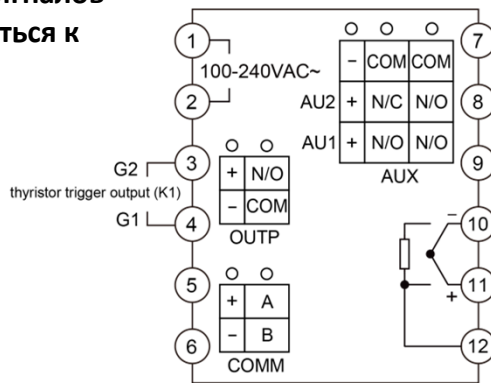 игналов
ться к
1
100-240VAC~
2
G2
3
thyristor trigger output (K1)
G1
4
+ N/O
- COM
OUTP
5
+ A
6
- B
COMM
- COM COM
AU2 + N/C N/O
AU1 + N/O N/O
AUX
7
8
9
- 10
+ 11
12